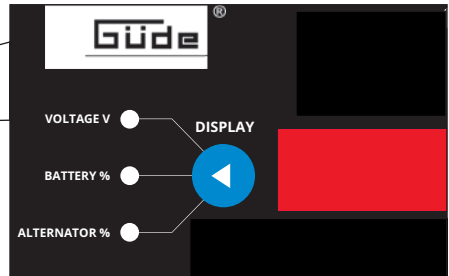 Güde®
VOLTAGE V
DISPLAY
BATTERY %
ALTERNATOR %